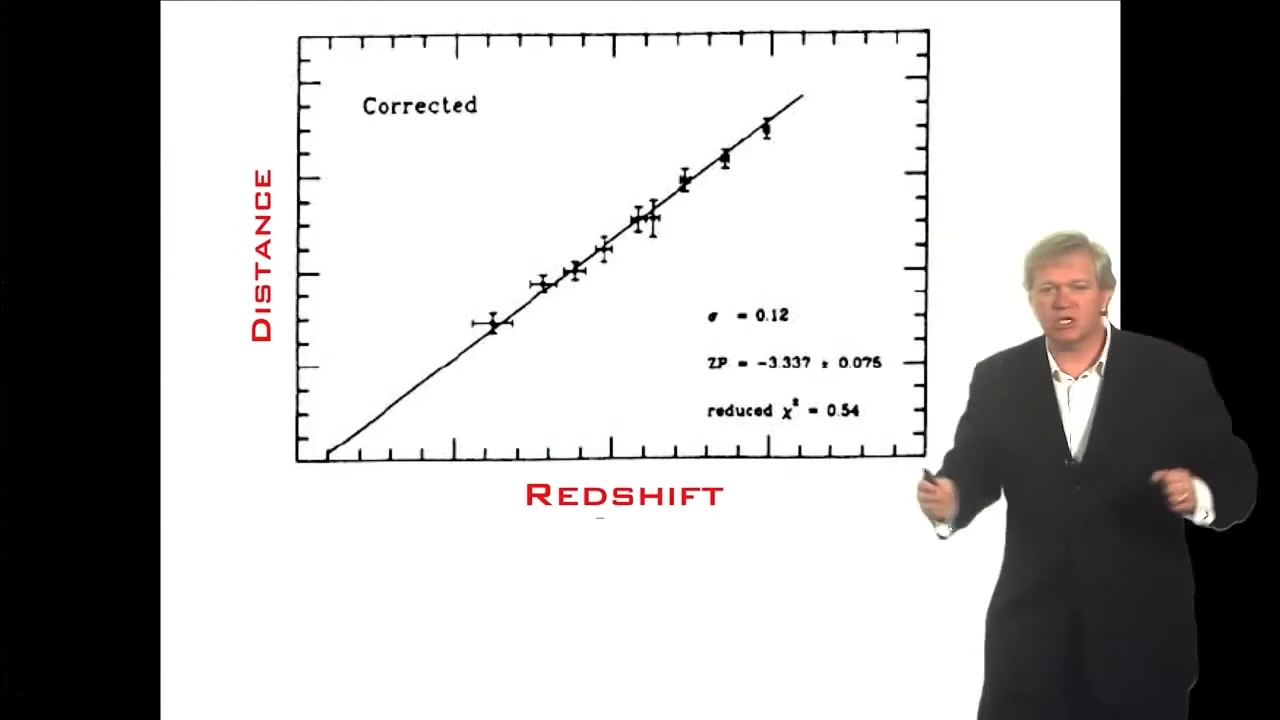 Corrected
DISTANCE
σ = 0.12
ZP = -3.337 ± 0.075
reduced χ² = 0.54
REDSHIFT